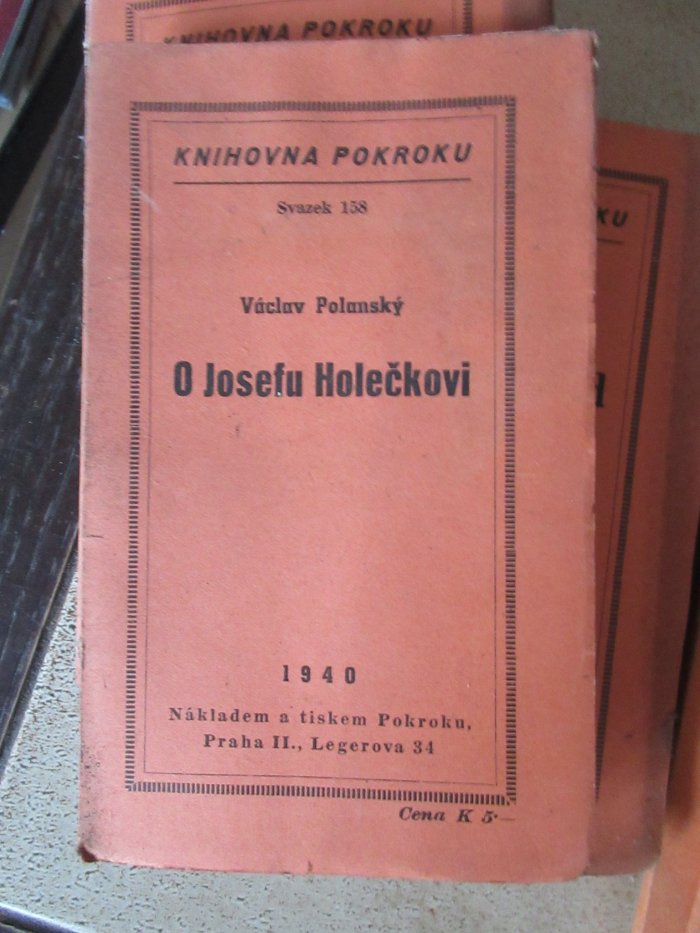 KNIHOVNA POKROKU
KNIHOVNA POKROKU
Svazek 158
Václav Polanský
O Josefu Holečkovi
1940
Nákladem a tiskem Pokroku,
Praha II., Legerova 34
Cena K 5·—